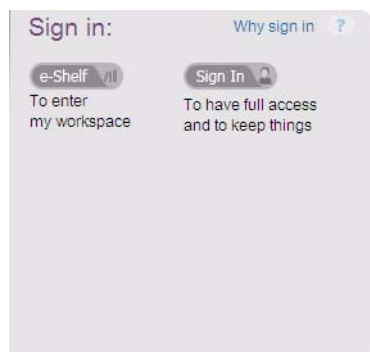 Sign in:
Why sign in ?
e-Shelf
Sign In
To enter
my workspace
To have full access
and to keep things